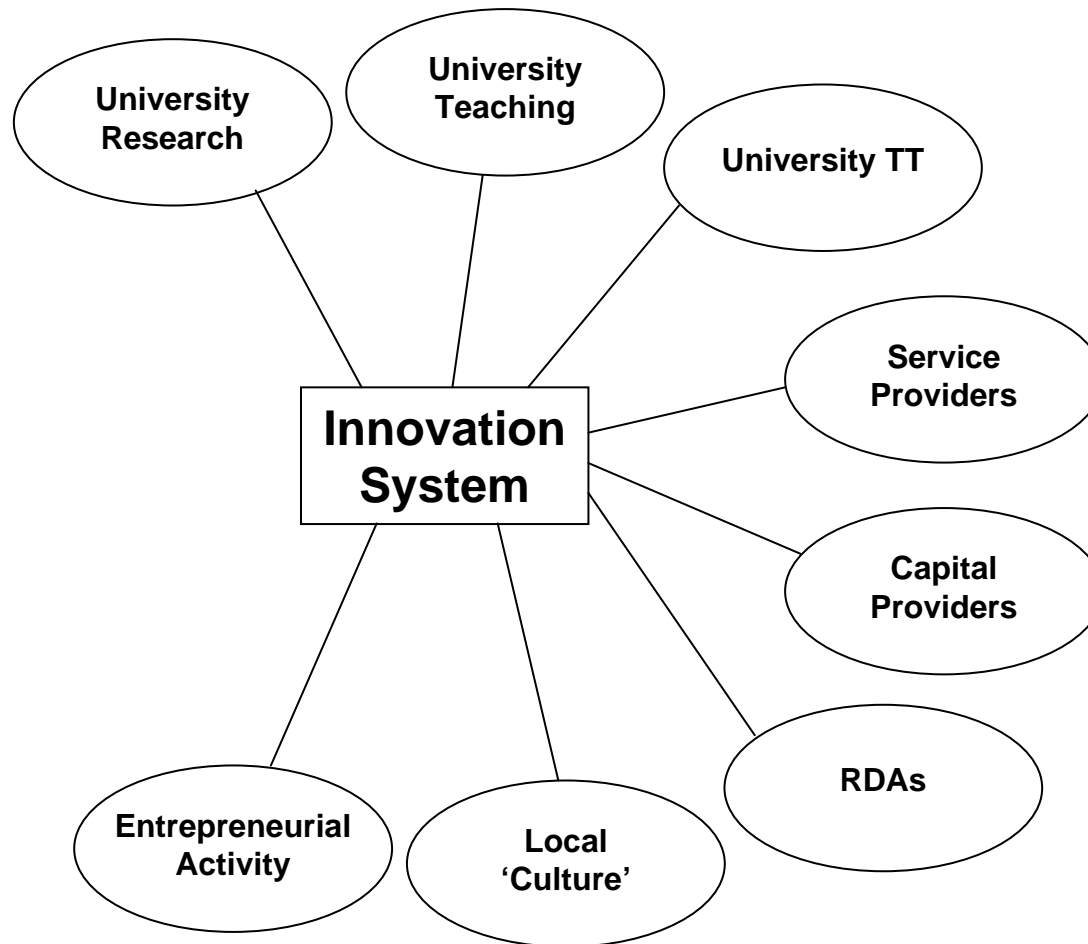 University
Research
University
Teaching
University TT
Service
Providers
Innovation
System
Capital
Providers
RDAs
Entrepreneurial
Activity
Local
‘Culture’